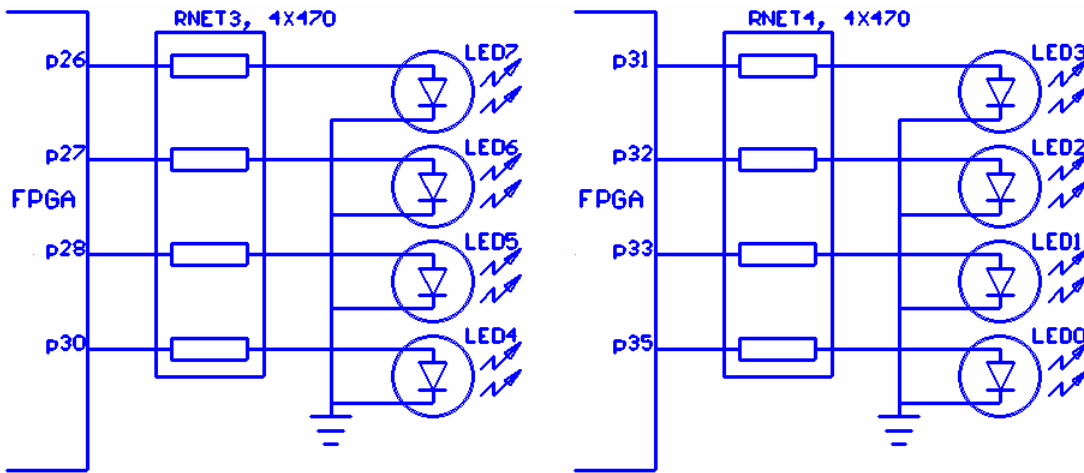 RNET3, 4X470
p26
LED7
p27
LED6
FPGA
p28
LED5
p30
LED4
RNET4, 4X470
p31
LED3
p32
LED2
FPGA
p33
LED1
p35
LED0